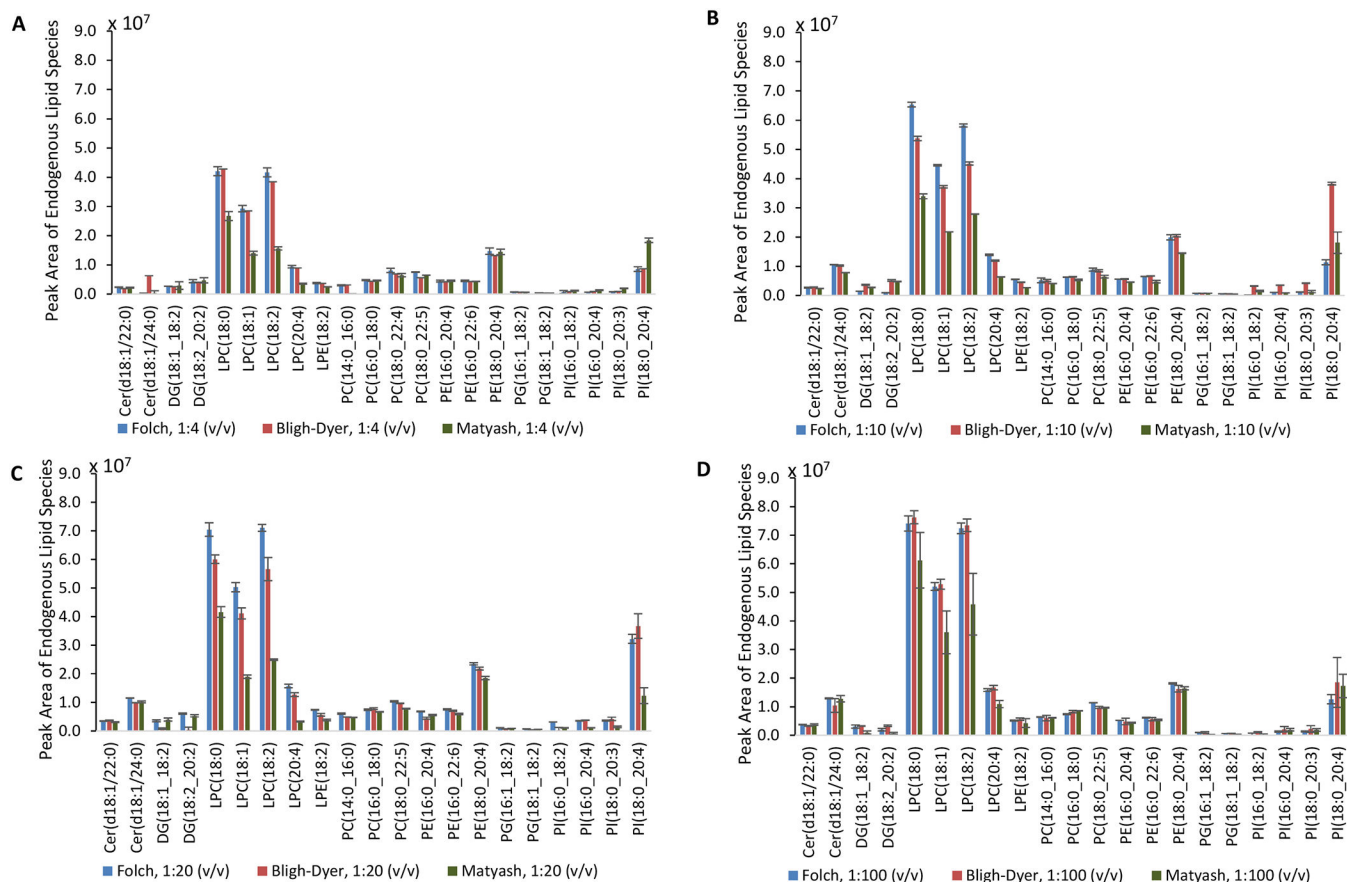 A
x 10⁷
Peak Area of Endogenous Lipid Species
9.0
8.0
7.0
6.0
5.0
4.0
3.0
2.0
1.0
0.0
Cer(d18:1/22:0)
Cer(d18:1/24:0)
DG(18:1_18:2)
DG(18:2_20:2)
LPC(18:0)
LPC(18:1)
LPC(18:2)
LPC(20:4)
LPE(18:2)
PC(14:0_16:0)
PC(16:0_18:0)
PC(18:0_22:4)
PC(18:0_22:5)
PE(16:0_20:4)
PE(16:0_22:6)
PE(18:0_20:4)
PG(16:1_18:2)
PG(18:1_18:2)
PI(16:0_18:2)
PI(16:0_20:4)
PI(18:0_20:3)
PI(18:0_20:4)
Folch, 1:4 (v/v) Bligh-Dyer, 1:4 (v/v) Matyash, 1:4 (v/v)
B
x 10⁷
Peak Area of Endogenous Lipid Species
9.0
8.0
7.0
6.0
5.0
4.0
3.0
2.0
1.0
0.0
Cer(d18:1/22:0)
Cer(d18:1/24:0)
DG(18:1_18:2)
DG(18:2_20:2)
LPC(18:0)
LPC(18:1)
LPC(18:2)
LPC(20:4)
LPE(18:2)
PC(14:0_16:0)
PC(16:0_18:0)
PC(18:0_22:5)
PE(16:0_20:4)
PE(16:0_22:6)
PE(18:0_20:4)
PG(16:1_18:2)
PG(18:1_18:2)
PI(16:0_18:2)
PI(16:0_20:4)
PI(18:0_20:3)
PI(18:0_20:4)
Folch, 1:10 (v/v) Bligh-Dyer, 1:10 (v/v) Matyash, 1:10 (v/v)
C
x 10⁷
Peak Area of Endogenous Lipid Species
9.0
8.0
7.0
6.0
5.0
4.0
3.0
2.0
1.0
0.0
Cer(d18:1/22:0)
Cer(d18:1/24:0)
DG(18:1_18:2)
DG(18:2_20:2)
LPC(18:0)
LPC(18:1)
LPC(18:2)
LPC(20:4)
LPE(18:2)
PC(14:0_16:0)
PC(16:0_18:0)
PC(18:0_22:5)
PE(16:0_20:4)
PE(16:0_22:6)
PE(18:0_20:4)
PG(16:1_18:2)
PG(18:1_18:2)
PI(16:0_18:2)
PI(16:0_20:4)
PI(18:0_20:3)
PI(18:0_20:4)
Folch, 1:20 (v/v) Bligh-Dyer, 1:20 (v/v) Matyash, 1:20 (v/v)
D
x 10⁷
Peak Area of Endogenous Lipid Species
9.0
8.0
7.0
6.0
5.0
4.0
3.0
2.0
1.0
0.0
Cer(d18:1/22:0)
Cer(d18:1/24:0)
DG(18:1_18:2)
DG(18:2_20:2)
LPC(18:0)
LPC(18:1)
LPC(18:2)
LPC(20:4)
LPE(18:2)
PC(14:0_16:0)
PC(16:0_18:0)
PC(18:0_22:5)
PE(16:0_20:4)
PE(16:0_22:6)
PE(18:0_20:4)
PG(16:1_18:2)
PG(18:1_18:2)
PI(16:0_18:2)
PI(16:0_20:4)
PI(18:0_20:3)
PI(18:0_20:4)
Folch, 1:100 (v/v) Bligh-Dyer, 1:100 (v/v) Matyash, 1:100 (v/v)